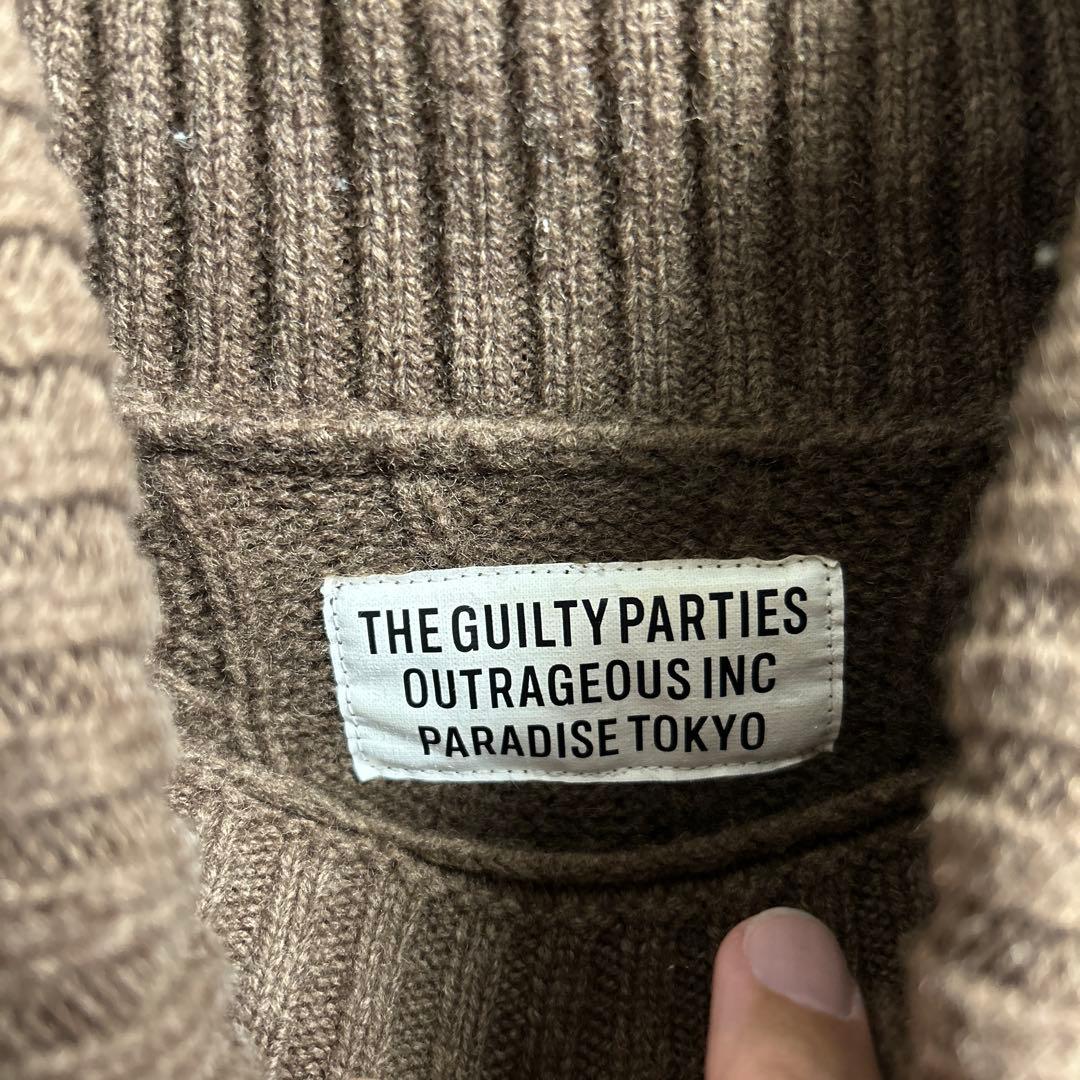 THE GUILTY PARTIES
OUTRAGEOUS INC
PARADISE TOKYO